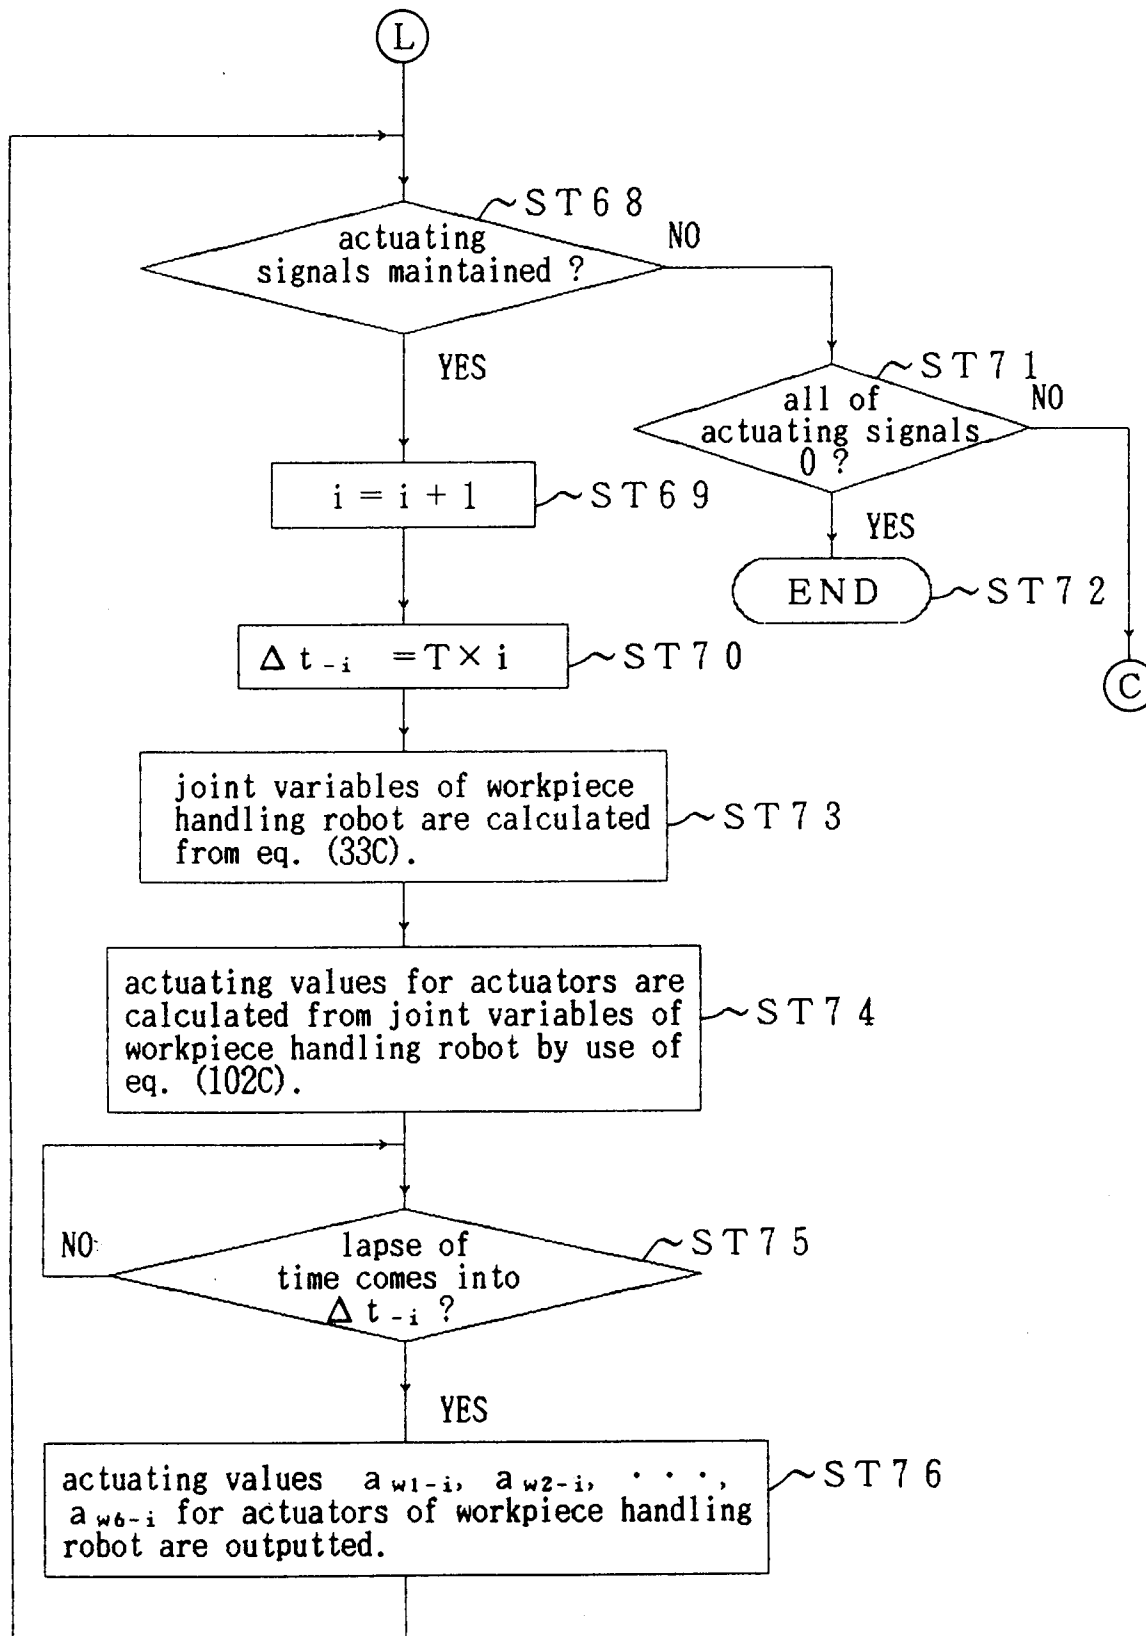 L
ST68
actuating
signals maintained ?
NO
YES
ST71
all of
actuating signals
0 ?
NO
YES
i = i + 1
ST69
END
ST72
Δ t -i = T × i
ST70
C
joint variables of workpiece
handling robot are calculated
from eq. (33C).
ST73
actuating values for actuators are
calculated from joint variables of
workpiece handling robot by use of
eq. (102C).
ST74
ST75
NO
lapse of
time comes into
Δ t -i ?
YES
actuating values a w1-i, a w2-i, · · ·,
a w6-i for actuators of workpiece handling
robot are outputted.
ST76